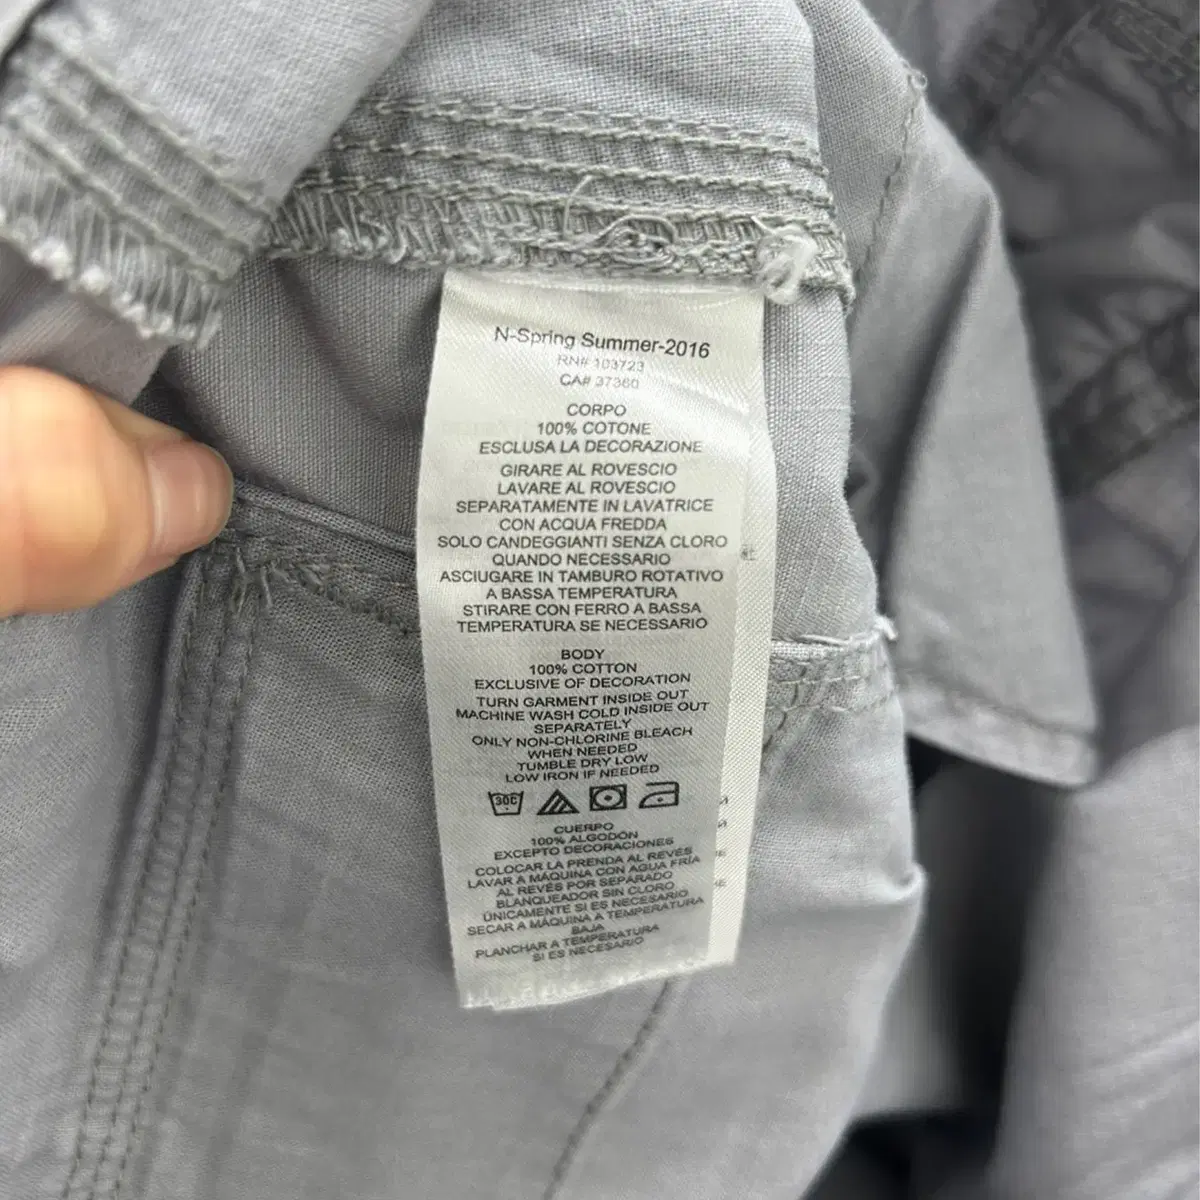 N-Spring Summer-2016
RN# 103723
CA# 37360
CORPO
100% COTONE
ESCLUSA LA DECORAZIONE
GIRARE AL ROVESCIO
LAVARE AL ROVESCIO
SEPARATAMENTE IN LAVATRICE
CON ACQUA FREDDA
SOLO CANDEGGIANTI SENZA CLORO
QUANDO NECESSARIO
ASCIUGARE IN TAMBURO ROTATIVO
A BASSA TEMPERATURA
STIRARE CON FERRO A BASSA
TEMPERATURA SE NECESSARIO
BODY
100% COTTON
EXCLUSIVE OF DECORATION
TURN GARMENT INSIDE OUT
MACHINE WASH COLD INSIDE OUT
SEPARATELY
ONLY NON-CHLORINE BLEACH
WHEN NEEDED
TUMBLE DRY LOW
LOW IRON IF NEEDED
30C
CUERPO
100% ALGODÓN
EXCEPTO DECORACIONES
COLOCAR LA PRENDA AL REVÉS
LAVAR A MÁQUINA CON AGUA FRÍA
AL REVÉS POR SEPARADO
BLANQUEADOR SIN CLORO
ÚNICAMENTE SI ES NECESARIO
SECAR A MÁQUINA A TEMPERATURA
BAJA
PLANCHAR A TEMPERATURA
SI ES NECESARIO